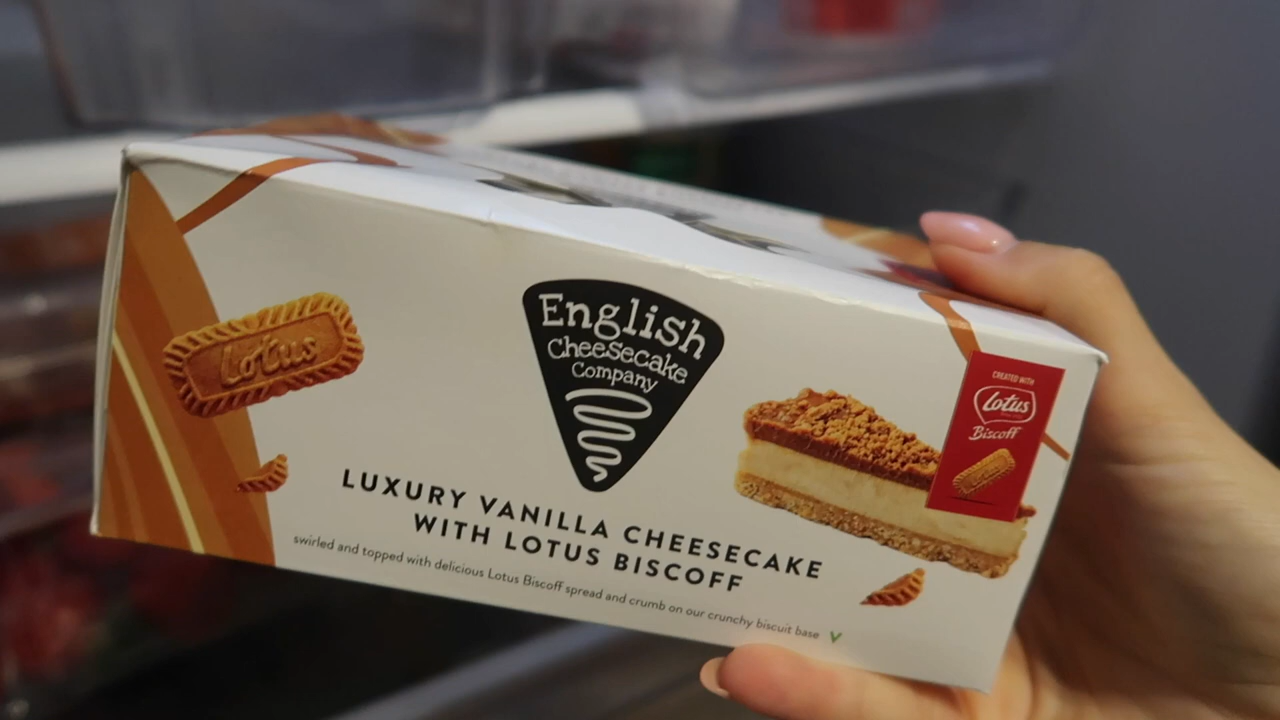 Lotus
English
Cheesecake
Company
LUXURY VANILLA CHEESECAKE
WITH LOTUS BISCOFF
swirled and topped with delicious Lotus Biscoff spread and crumb on our crunchy biscuit base V
CREATED WITH
Lotus
Biscoff
Lotus